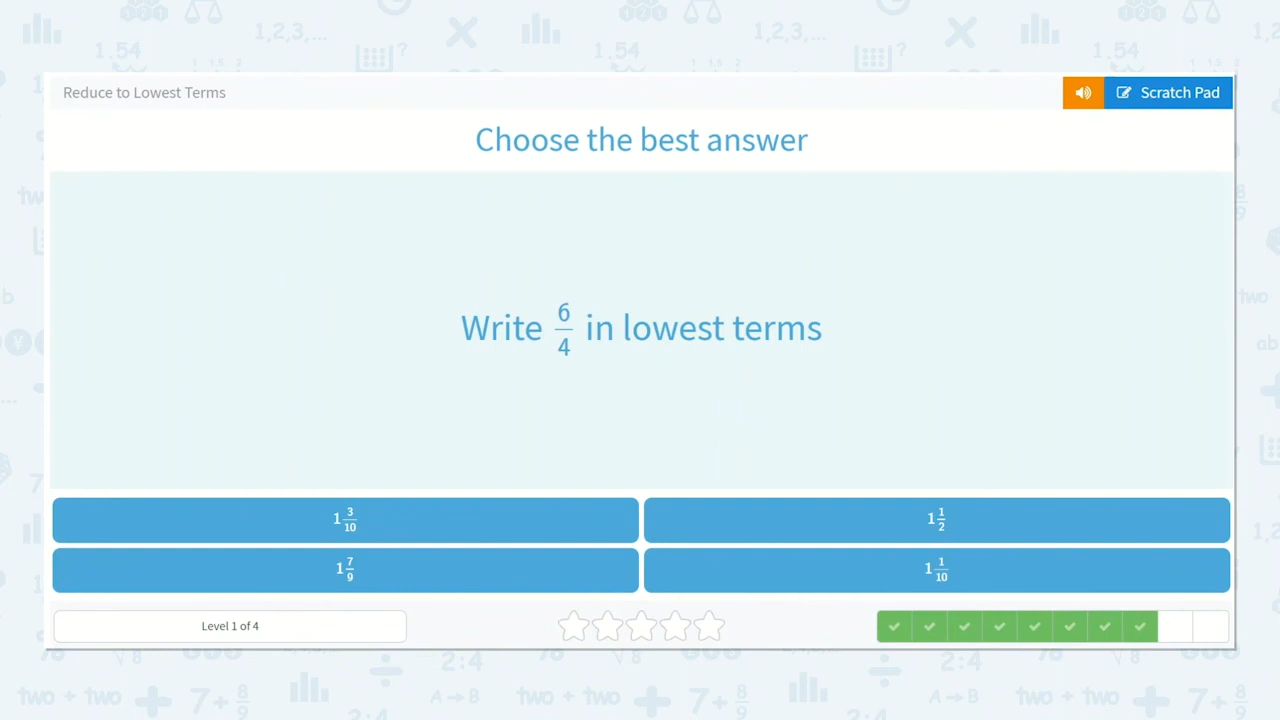 Reduce to Lowest Terms
Scratch Pad
Choose the best answer
Write 6/4 in lowest terms
1 3/10
1 1/2
1 7/9
1 1/10
Level 1 of 4